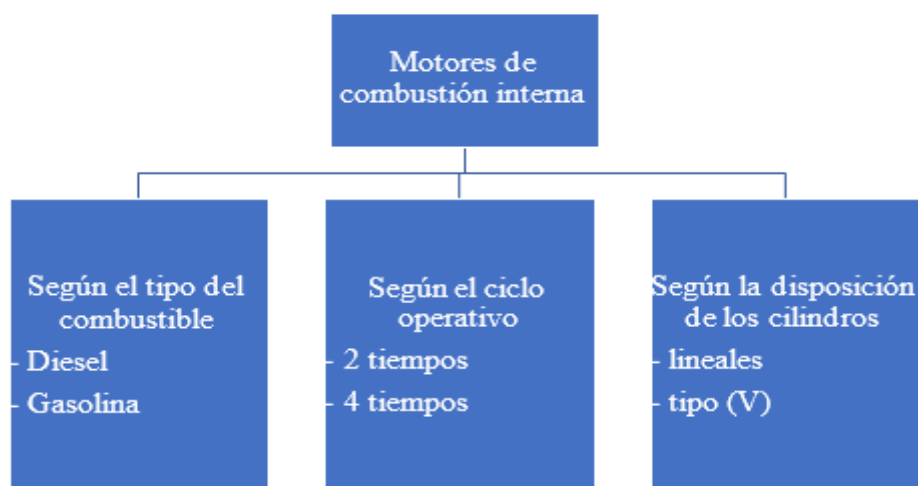 Motores de
combustión interna
Según el tipo del
combustible
- Diesel
- Gasolina
Según el ciclo
operativo
- 2 tiempos
- 4 tiempos
Según la disposición
de los cilindros
- lineales
- tipo (V)